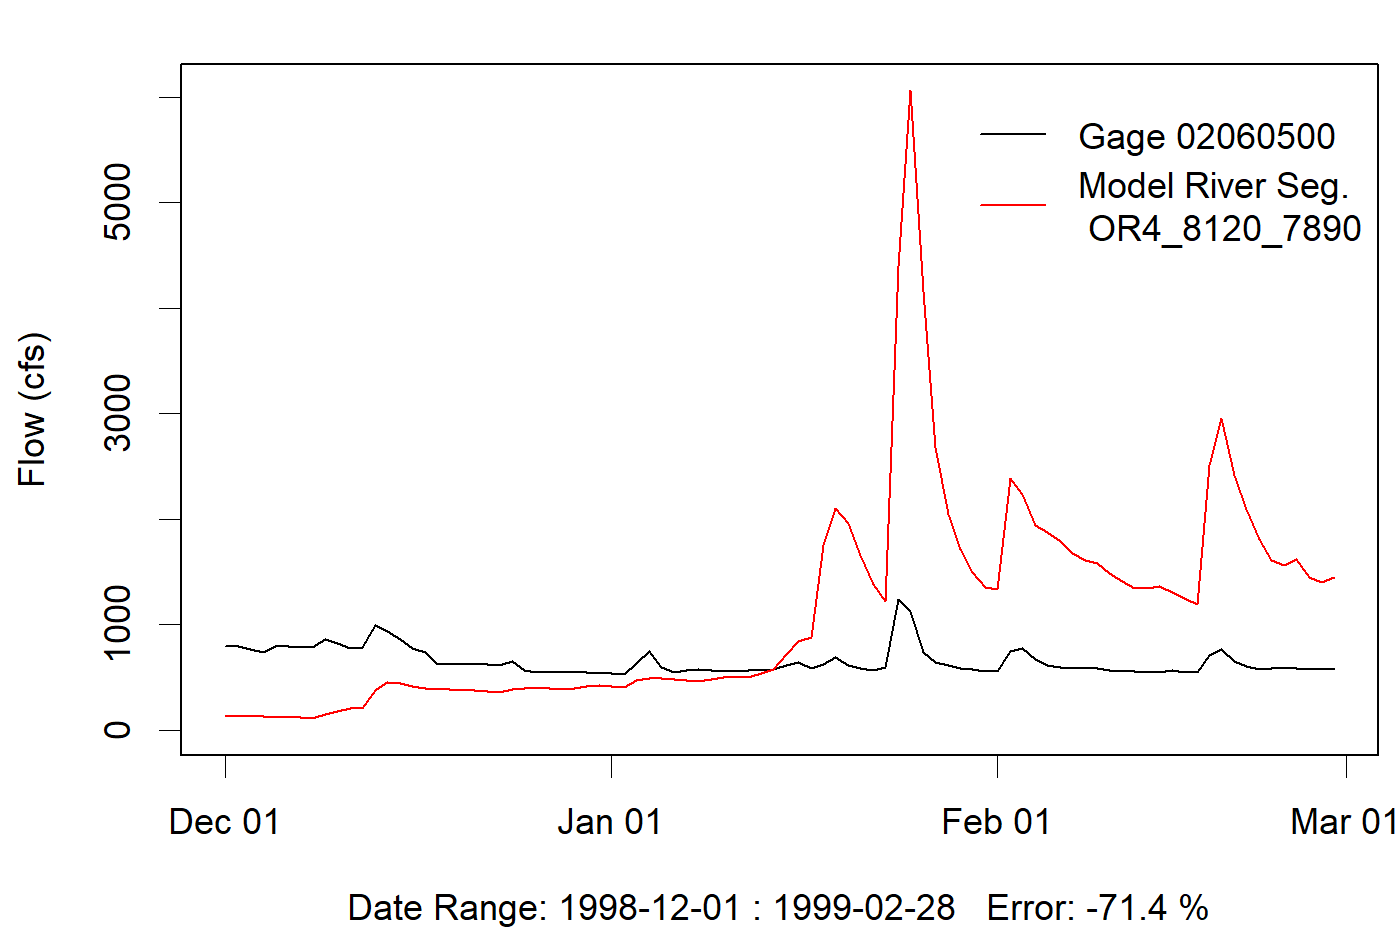 Gage 02060500
Model River Seg.
OR4_8120_7890
Flow (cfs)
5000
3000
1000
0
Dec 01
Jan 01
Feb 01
Mar 01
Date Range: 1998-12-01 : 1999-02-28   Error: -71.4 %